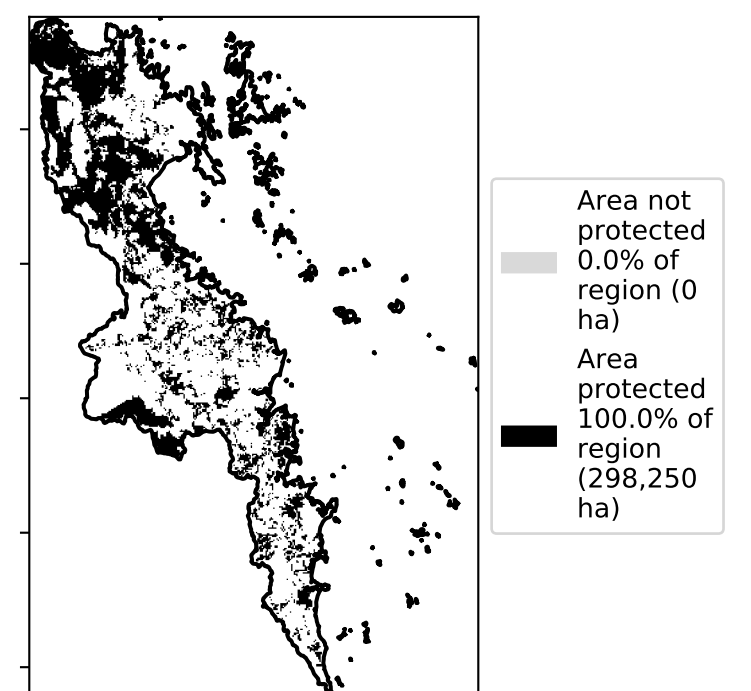 Area not
protected
0.0% of
region (0
ha)
Area
protected
100.0% of
region
(298,250
ha)